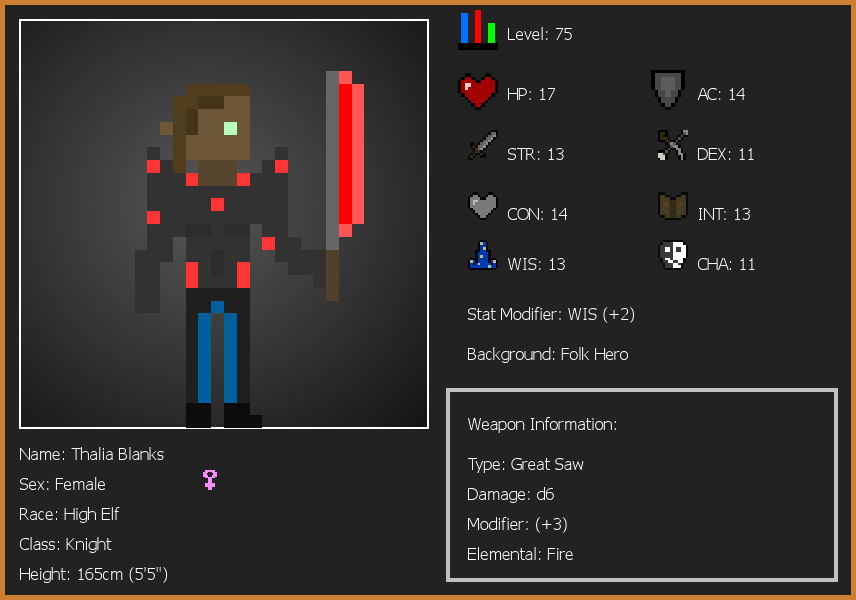 Level: 75
HP: 17
AC: 14
STR: 13
DEX: 11
CON: 14
INT: 13
WIS: 13
CHA: 11
Stat Modifier: WIS (+2)
Background: Folk Hero
Weapon Information:
Type: Great Saw
Damage: d6
Modifier: (+3)
Elemental: Fire
Name: Thalia Blanks
Sex: Female
Race: High Elf
Class: Knight
Height: 165cm (5'5")